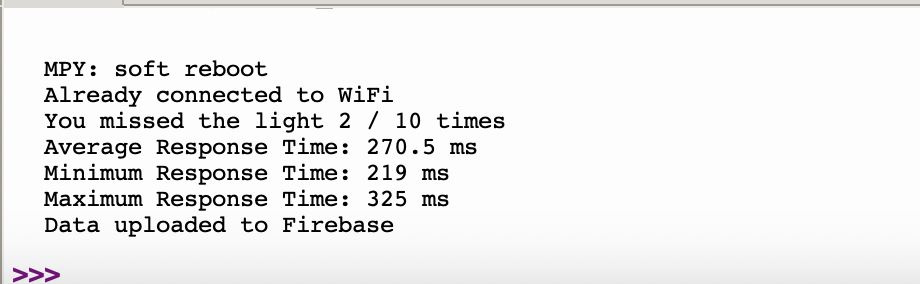 MPY: soft reboot
Already connected to WiFi
You missed the light 2 / 10 times
Average Response Time: 270.5 ms
Minimum Response Time: 219 ms
Maximum Response Time: 325 ms
Data uploaded to Firebase
>>>